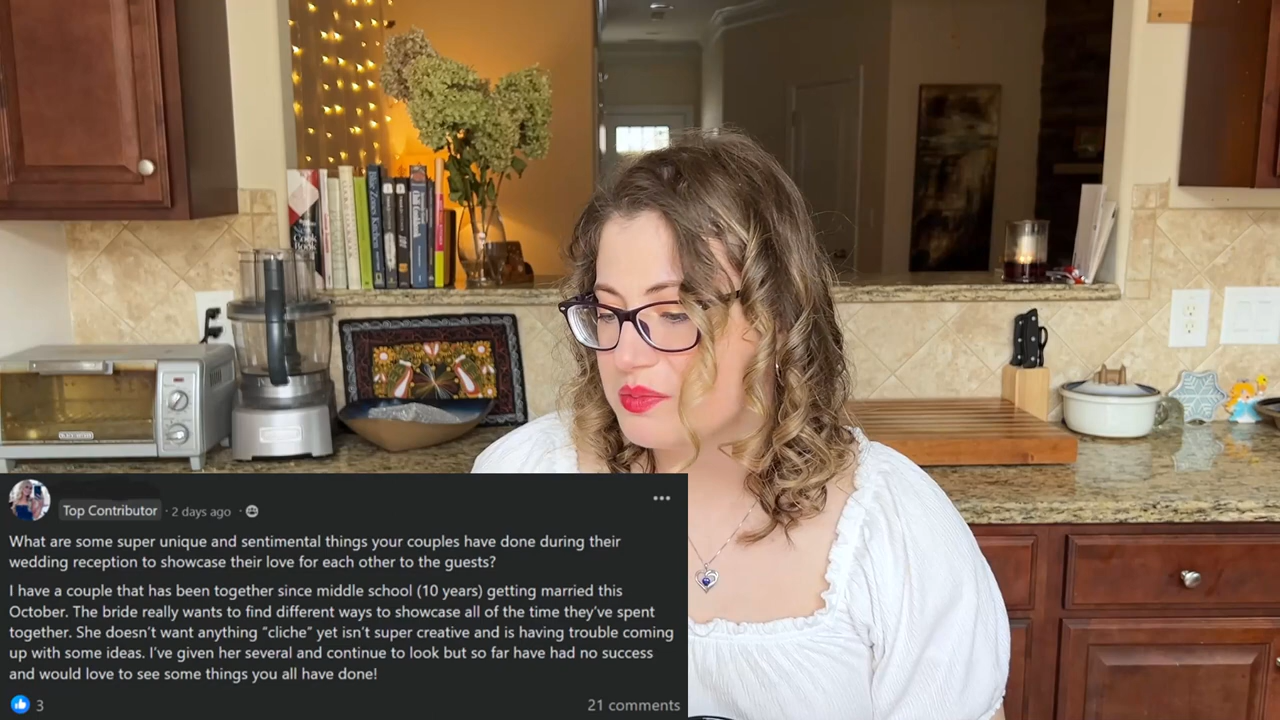 Top Contributor · 2 days ago ·
What are some super unique and sentimental things your couples have done during their
wedding reception to showcase their love for each other to the guests?
I have a couple that has been together since middle school (10 years) getting married this
October. The bride really wants to find different ways to showcase all of the time they've spent
together. She doesn't want anything "cliche" yet isn't super creative and is having trouble coming
up with some ideas. I've given her several and continue to look but so far have had no success
and would love to see some things you all have done!
3
21 comments